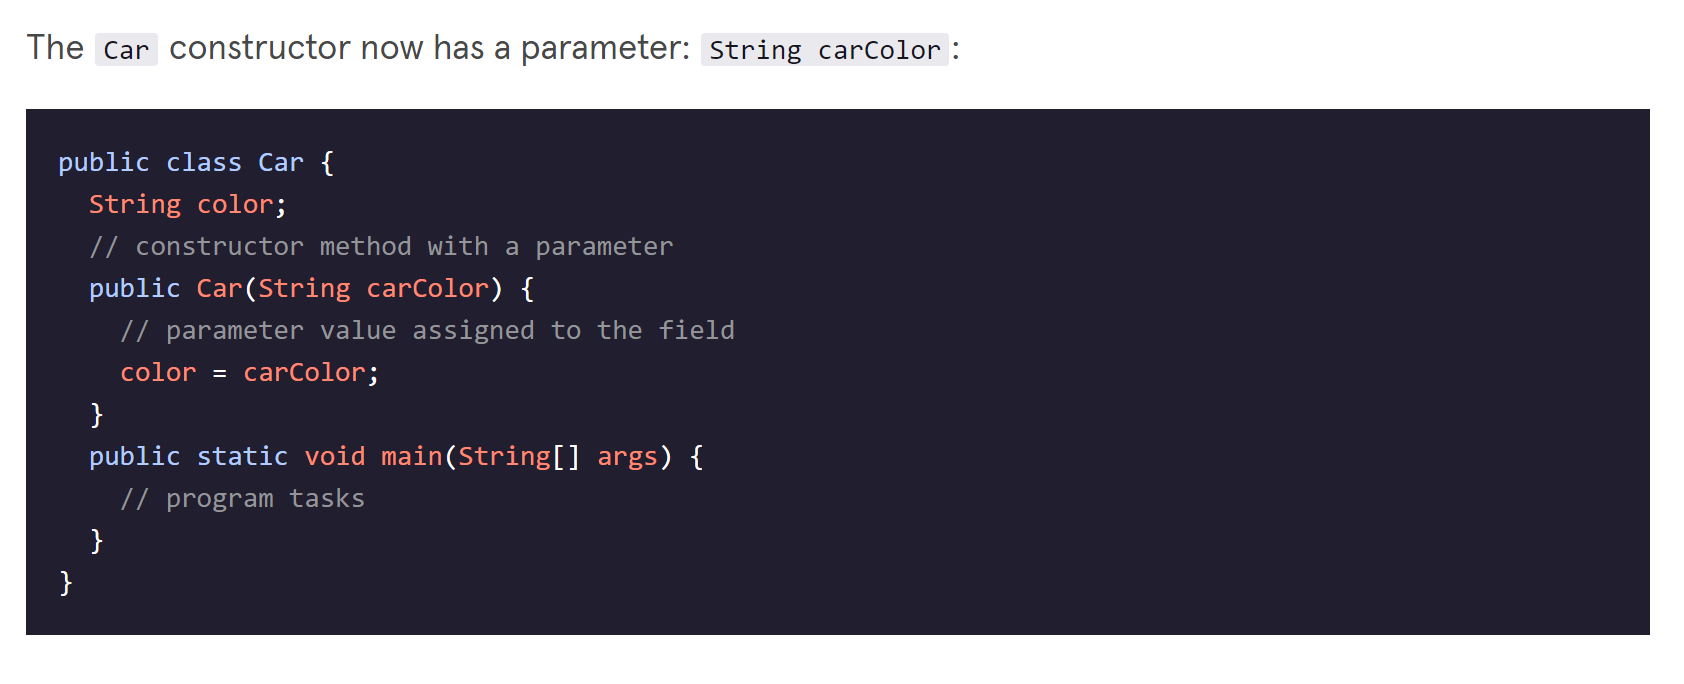 The Car constructor now has a parameter: String carColor:
public class Car {
String color;
// constructor method with a parameter
public Car(String carColor) {
// parameter value assigned to the field
color = carColor;
}
public static void main(String[] args) {
// program tasks
}
}